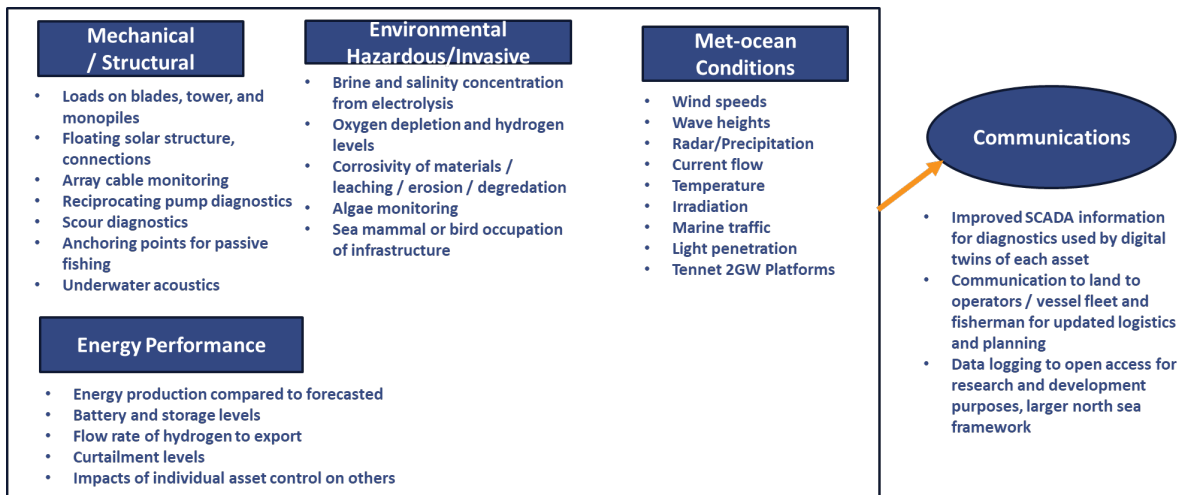 Mechanical
/ Structural
• Loads on blades, tower, and
monopiles
• Floating solar structure,
connections
• Array cable monitoring
• Reciprocating pump diagnostics
• Scour diagnostics
• Anchoring points for passive
fishing
• Underwater acoustics
Environmental
Hazardous/Invasive
• Brine and salinity concentration
from electrolysis
• Oxygen depletion and hydrogen
levels
• Corrosivity of materials /
leaching / erosion / degredation
• Algae monitoring
• Sea mammal or bird occupation
of infrastructure
Met-ocean
Conditions
• Wind speeds
• Wave heights
• Radar/Precipitation
• Current flow
• Temperature
• Irradiation
• Marine traffic
• Light penetration
• Tennet 2GW Platforms
Energy Performance
• Energy production compared to forecasted
• Battery and storage levels
• Flow rate of hydrogen to export
• Curtailment levels
• Impacts of individual asset control on others
Communications
• Improved SCADA information
for diagnostics used by digital
twins of each asset
• Communication to land to
operators / vessel fleet and
fisherman for updated logistics
and planning
• Data logging to open access for
research and development
purposes, larger north sea
framework